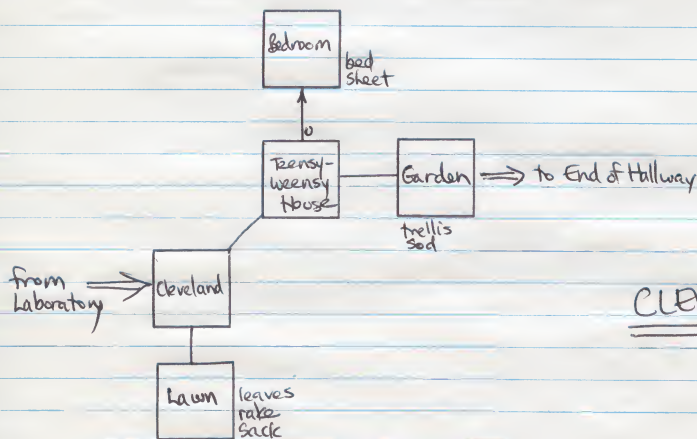 Bedroom
bed
sheet
o
Teensy-
Weensy
House
Garden
to End of Hallway
trellis
sod
from
Laboratory
Cleveland
CLE
Lawn
leaves
rake
sack